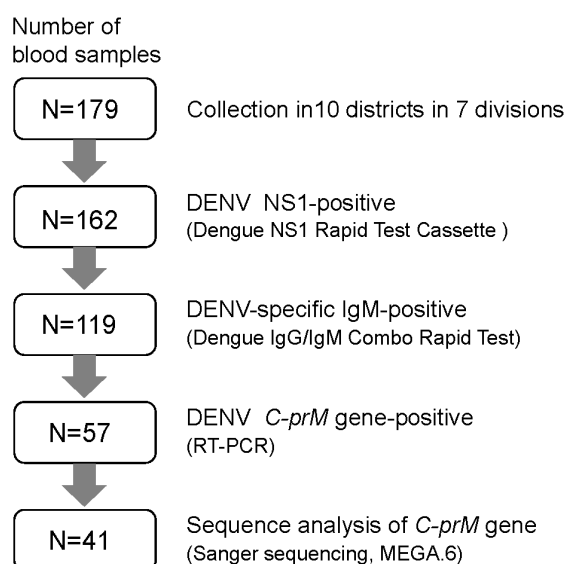 Number of
blood samples
N=179
Collection in10 districts in 7 divisions
N=162
DENV NS1-positive
(Dengue NS1 Rapid Test Cassette )
N=119
DENV-specific IgM-positive
(Dengue IgG/IgM Combo Rapid Test)
N=57
DENV C-prM gene-positive
(RT-PCR)
N=41
Sequence analysis of C-prM gene
(Sanger sequencing, MEGA.6)